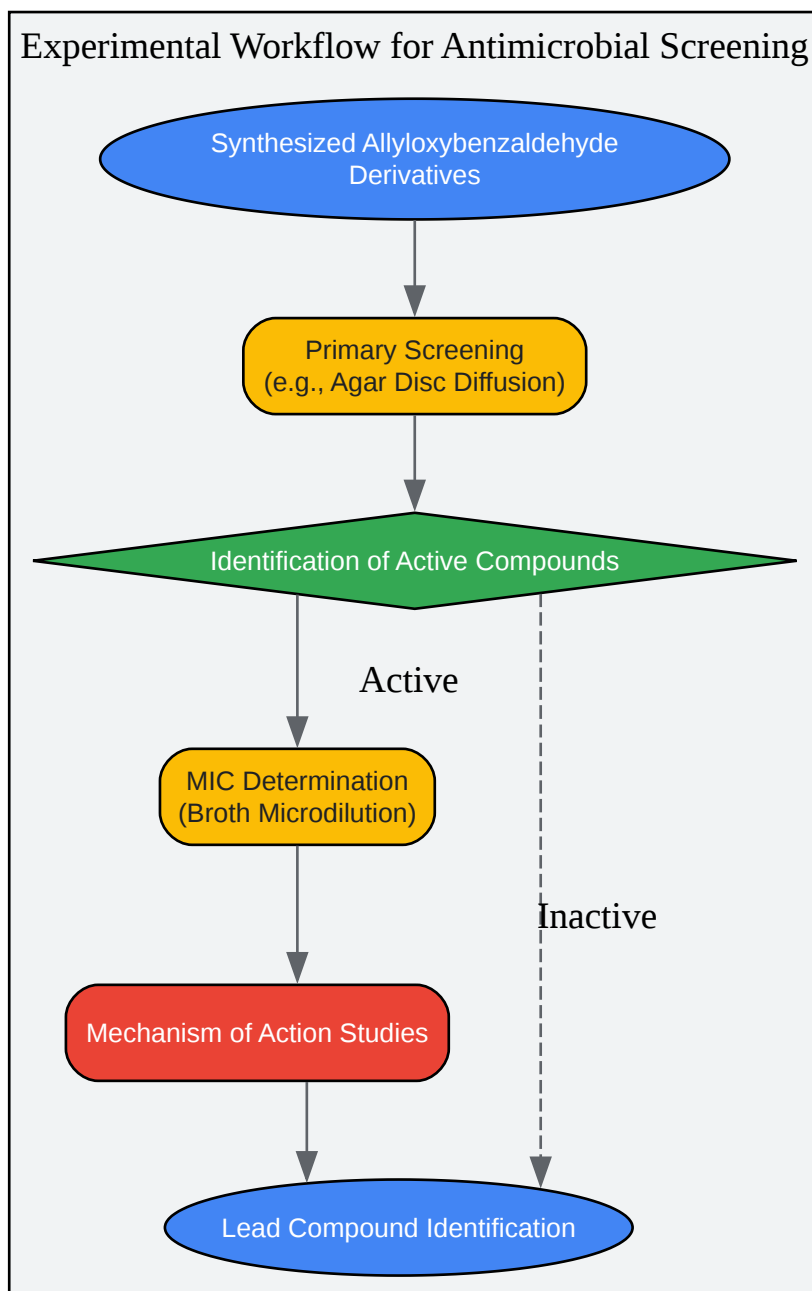 Experimental Workflow for Antimicrobial Screening
Synthesized Allyloxybenzaldehyde
Derivatives
Primary Screening
(e.g., Agar Disc Diffusion)
Identification of Active Compounds
Active
MIC Determination
(Broth Microdilution)
Inactive
Mechanism of Action Studies
Lead Compound Identification